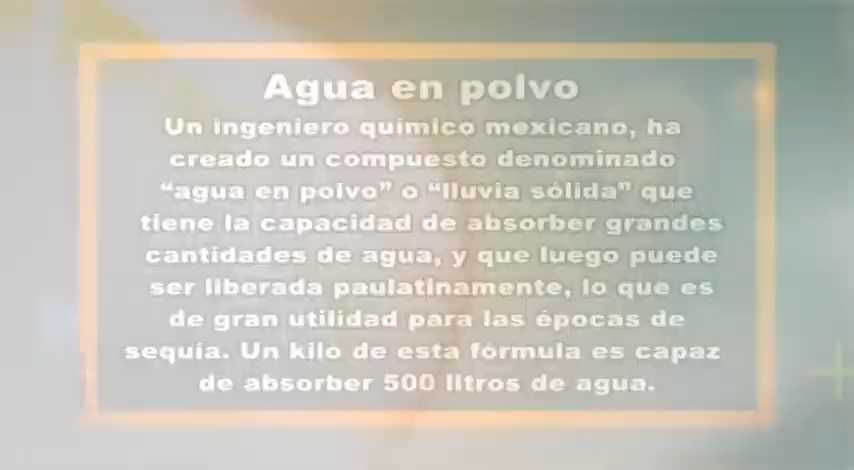 Agua en polvo
Un ingeniero químico mexicano, ha
creado un compuesto denominado
“agua en polvo” o “lluvia sólida” que
tiene la capacidad de absorber grandes
cantidades de agua, y que luego puede
ser liberada paulatinamente, lo que es
de gran utilidad para las épocas de
sequía. Un kilo de esta fórmula es capaz
de absorber 500 litros de agua.